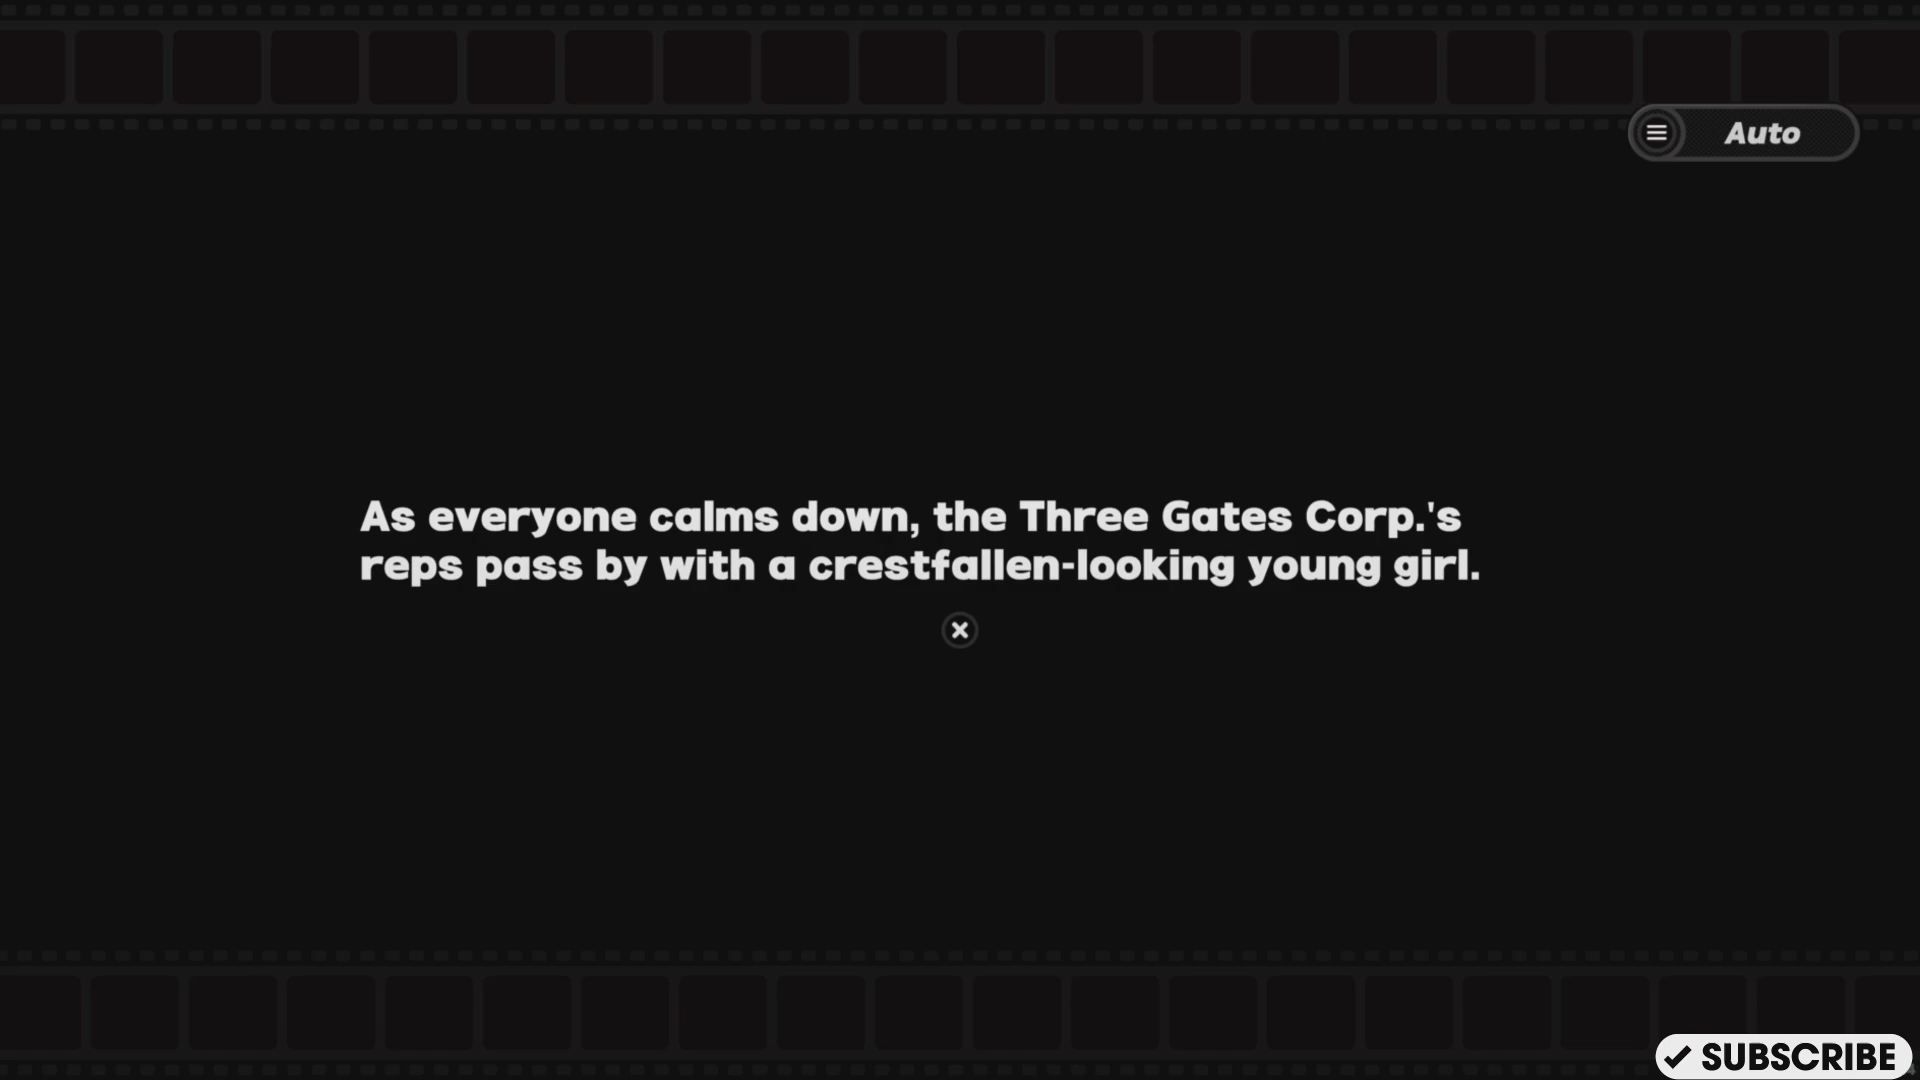 Auto
As everyone calms down, the Three Gates Corp.'s
reps pass by with a crestfallen-looking young girl.
SUBSCRIBE